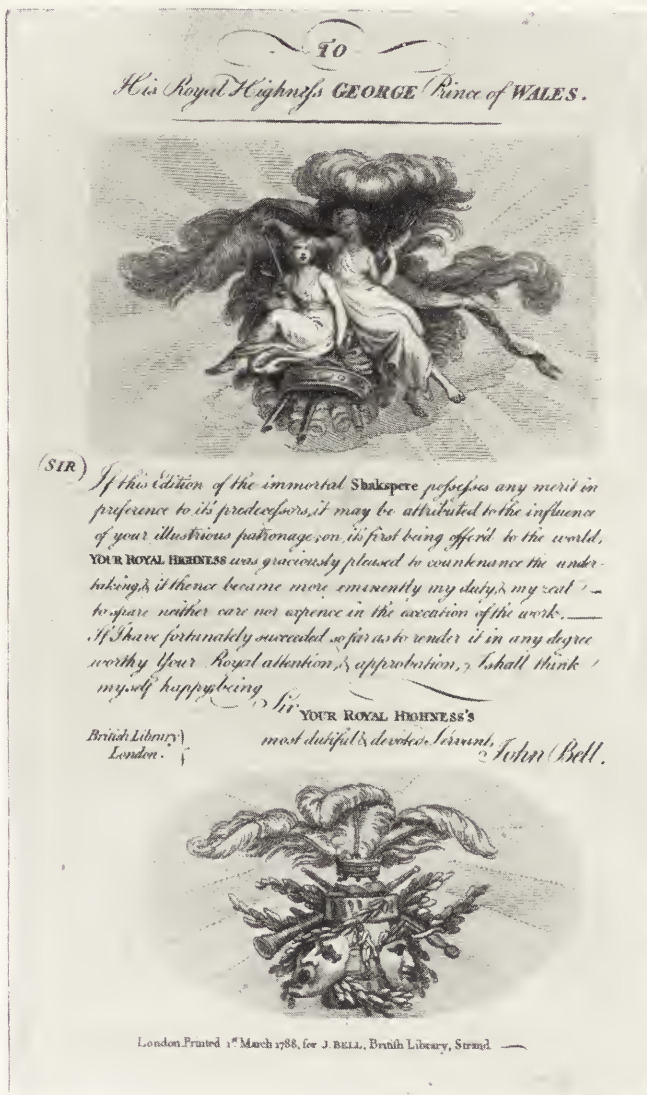 TO
His Royal Highneſs GEORGE Prince of WALES.
(SIR)
If this Edition of the immortal Shakspere poſseſses any merit in
preference to it's predeceſsors, it may be attributed to the influence
of your illustrious patronage; on it's first being offer'd to the world,
YOUR ROYAL HIGHNESS was graciously pleased to countenance the under-
taking, & it thence became more eminently my duty, & my zeal
to spare neither care nor expence in the execution of the work.
If I have fortunately succeeded so far as to render it in any degree
worthy Your Royal attention, & approbation, I shall think
myself happy, being
Sir
YOUR ROYAL HIGHNESS'S
most dutiful & devoted Servant,
John Bell.
British Library
London.
London Printed 1st March 1788, for J. BELL, Britiſh Library, Strand